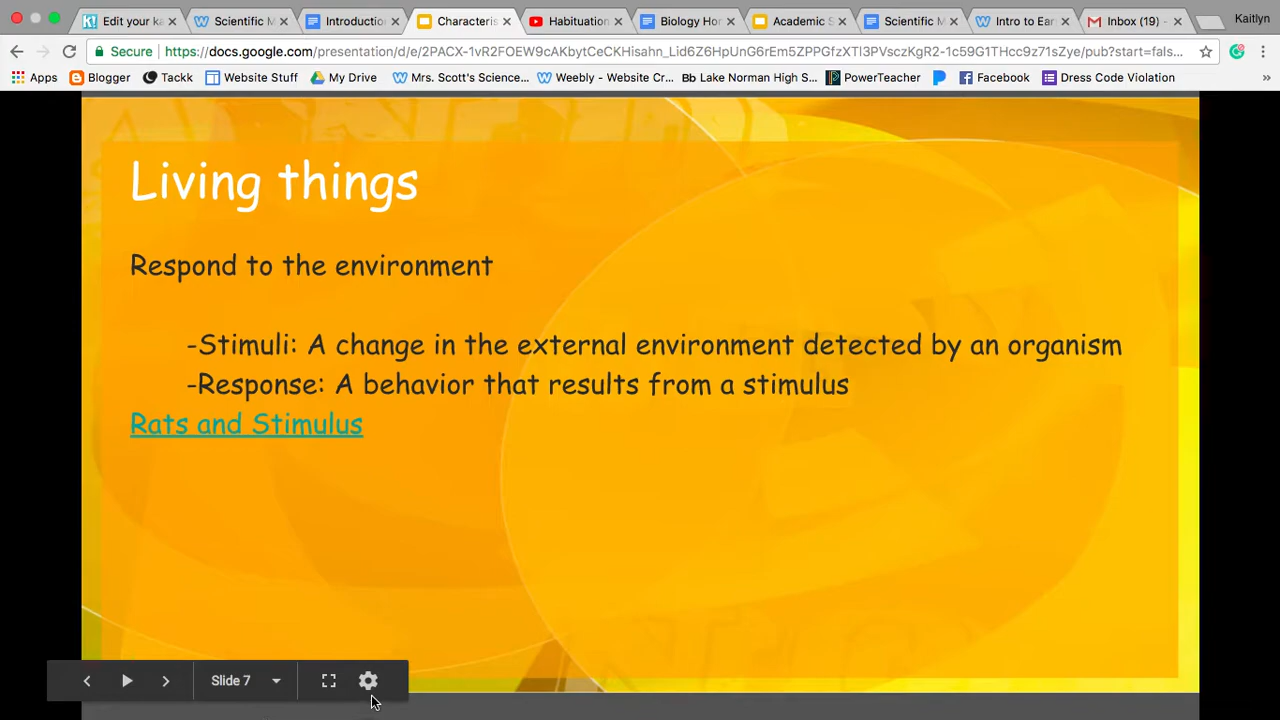 Edit your ka
Scientific M
Introductio
Characteris
Habituation
Biology Hor
Academic S
Scientific M
Intro to Ear
Inbox (19) -
Kaitlyn
Secure
https://docs.google.com/presentation/d/e/2PACX-1vR2FOEW9cAKbytCeCKHisahn_Lid6Z6HpUnG6rEm5ZPPGfzXTI3PVsczKgR2-1c59G1THcc9z71sZye/pub?start=fals...
Apps
Blogger
Tackk
Website Stuff
My Drive
Mrs. Scott's Science...
Weebly - Website Cr...
Bb Lake Norman High S...
PowerTeacher
Facebook
Dress Code Violation
»
Living things
Respond to the environment
-Stimuli: A change in the external environment detected by an organism
-Response: A behavior that results from a stimulus
Rats and Stimulus
Slide 7